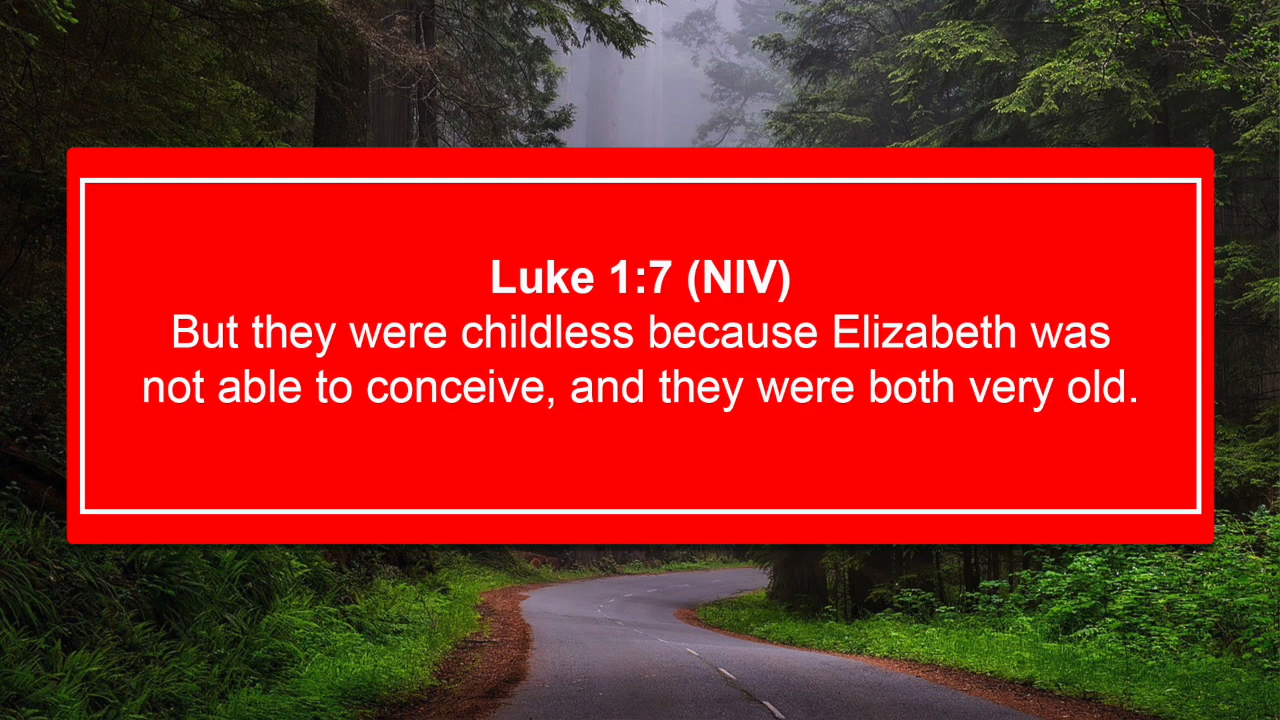 Luke 1:7 (NIV)
But they were childless because Elizabeth was
not able to conceive, and they were both very old.